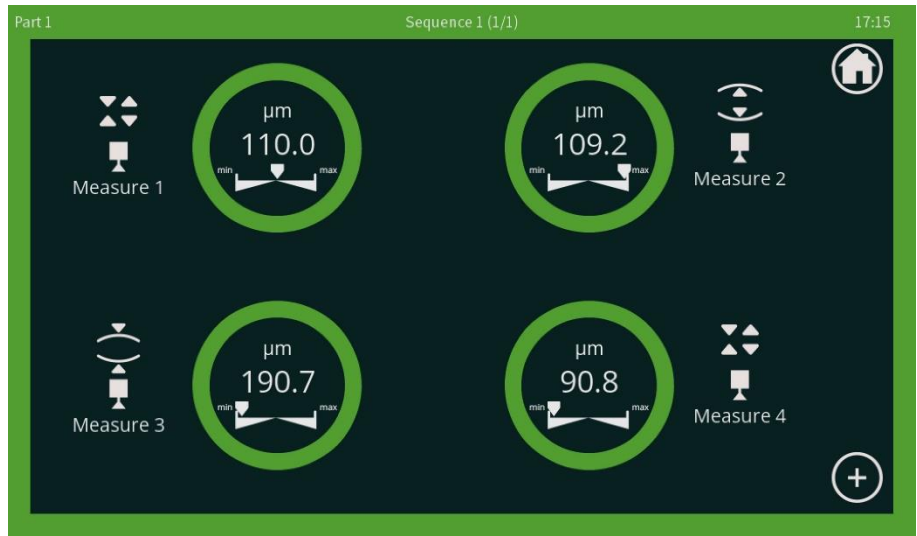 Part 1
Sequence 1 (1/1)
17:15
µm
110.0
min
max
Measure 1
µm
109.2
min
max
Measure 2
µm
190.7
min
max
Measure 3
µm
90.8
min
max
Measure 4
+